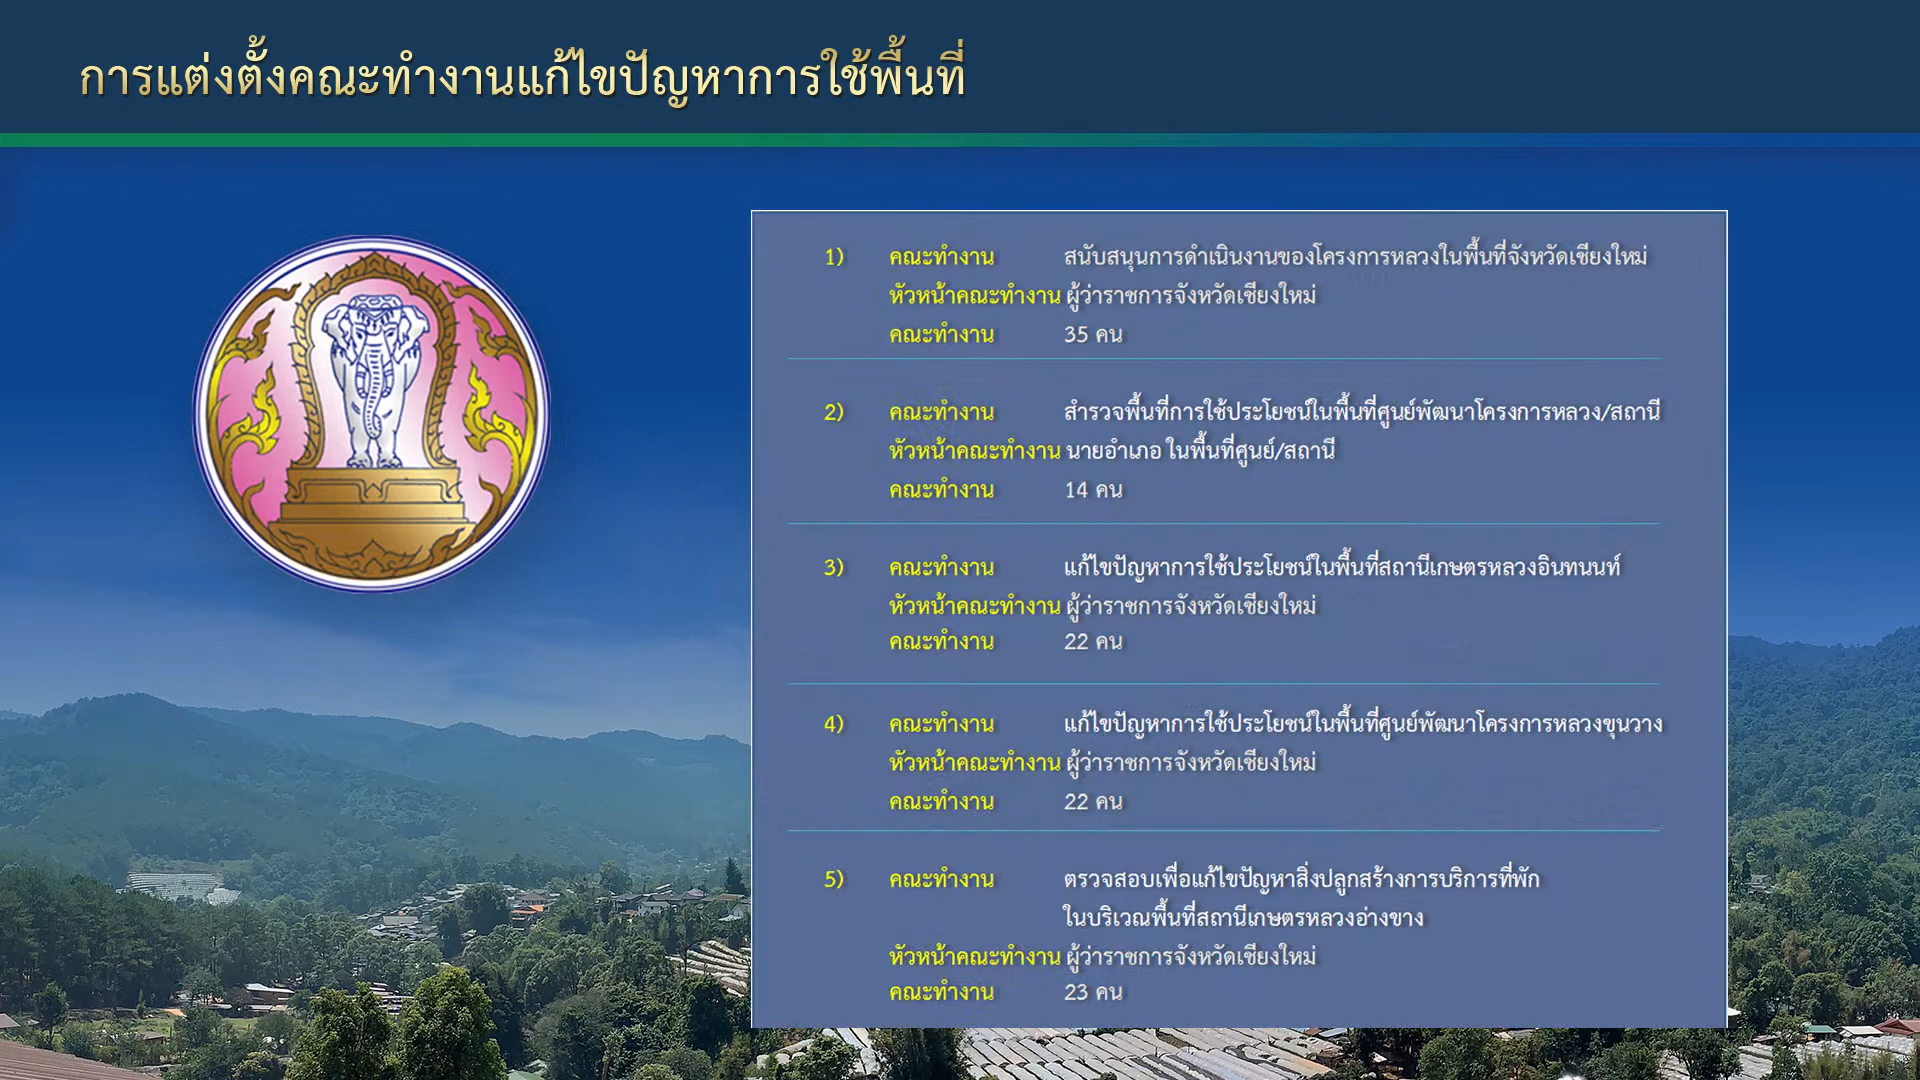 การแต่งตั้งคณะทำงานแก้ไขปัญหาการใช้พื้นที่
1) คณะทำงาน สนับสนุนการดำเนินงานของโครงการหลวงในพื้นที่จังหวัดเชียงใหม่
หัวหน้าคณะทำงาน ผู้ว่าราชการจังหวัดเชียงใหม่
คณะทำงาน 35 คน
2) คณะทำงาน สำรวจพื้นที่การใช้ประโยชน์ในพื้นที่ศูนย์พัฒนาโครงการหลวง/สถานี
หัวหน้าคณะทำงาน นายอำเภอ ในพื้นที่ศูนย์/สถานี
คณะทำงาน 14 คน
3) คณะทำงาน แก้ไขปัญหาการใช้ประโยชน์ในพื้นที่สถานีเกษตรหลวงอินทนนท์
หัวหน้าคณะทำงาน ผู้ว่าราชการจังหวัดเชียงใหม่
คณะทำงาน 22 คน
4) คณะทำงาน แก้ไขปัญหาการใช้ประโยชน์ในพื้นที่ศูนย์พัฒนาโครงการหลวงขุนวาง
หัวหน้าคณะทำงาน ผู้ว่าราชการจังหวัดเชียงใหม่
คณะทำงาน 22 คน
5) คณะทำงาน ตรวจสอบเพื่อแก้ไขปัญหาสิ่งปลูกสร้างการบริการที่พัก
ในบริเวณพื้นที่สถานีเกษตรหลวงอ่างขาง
หัวหน้าคณะทำงาน ผู้ว่าราชการจังหวัดเชียงใหม่
คณะทำงาน 23 คน